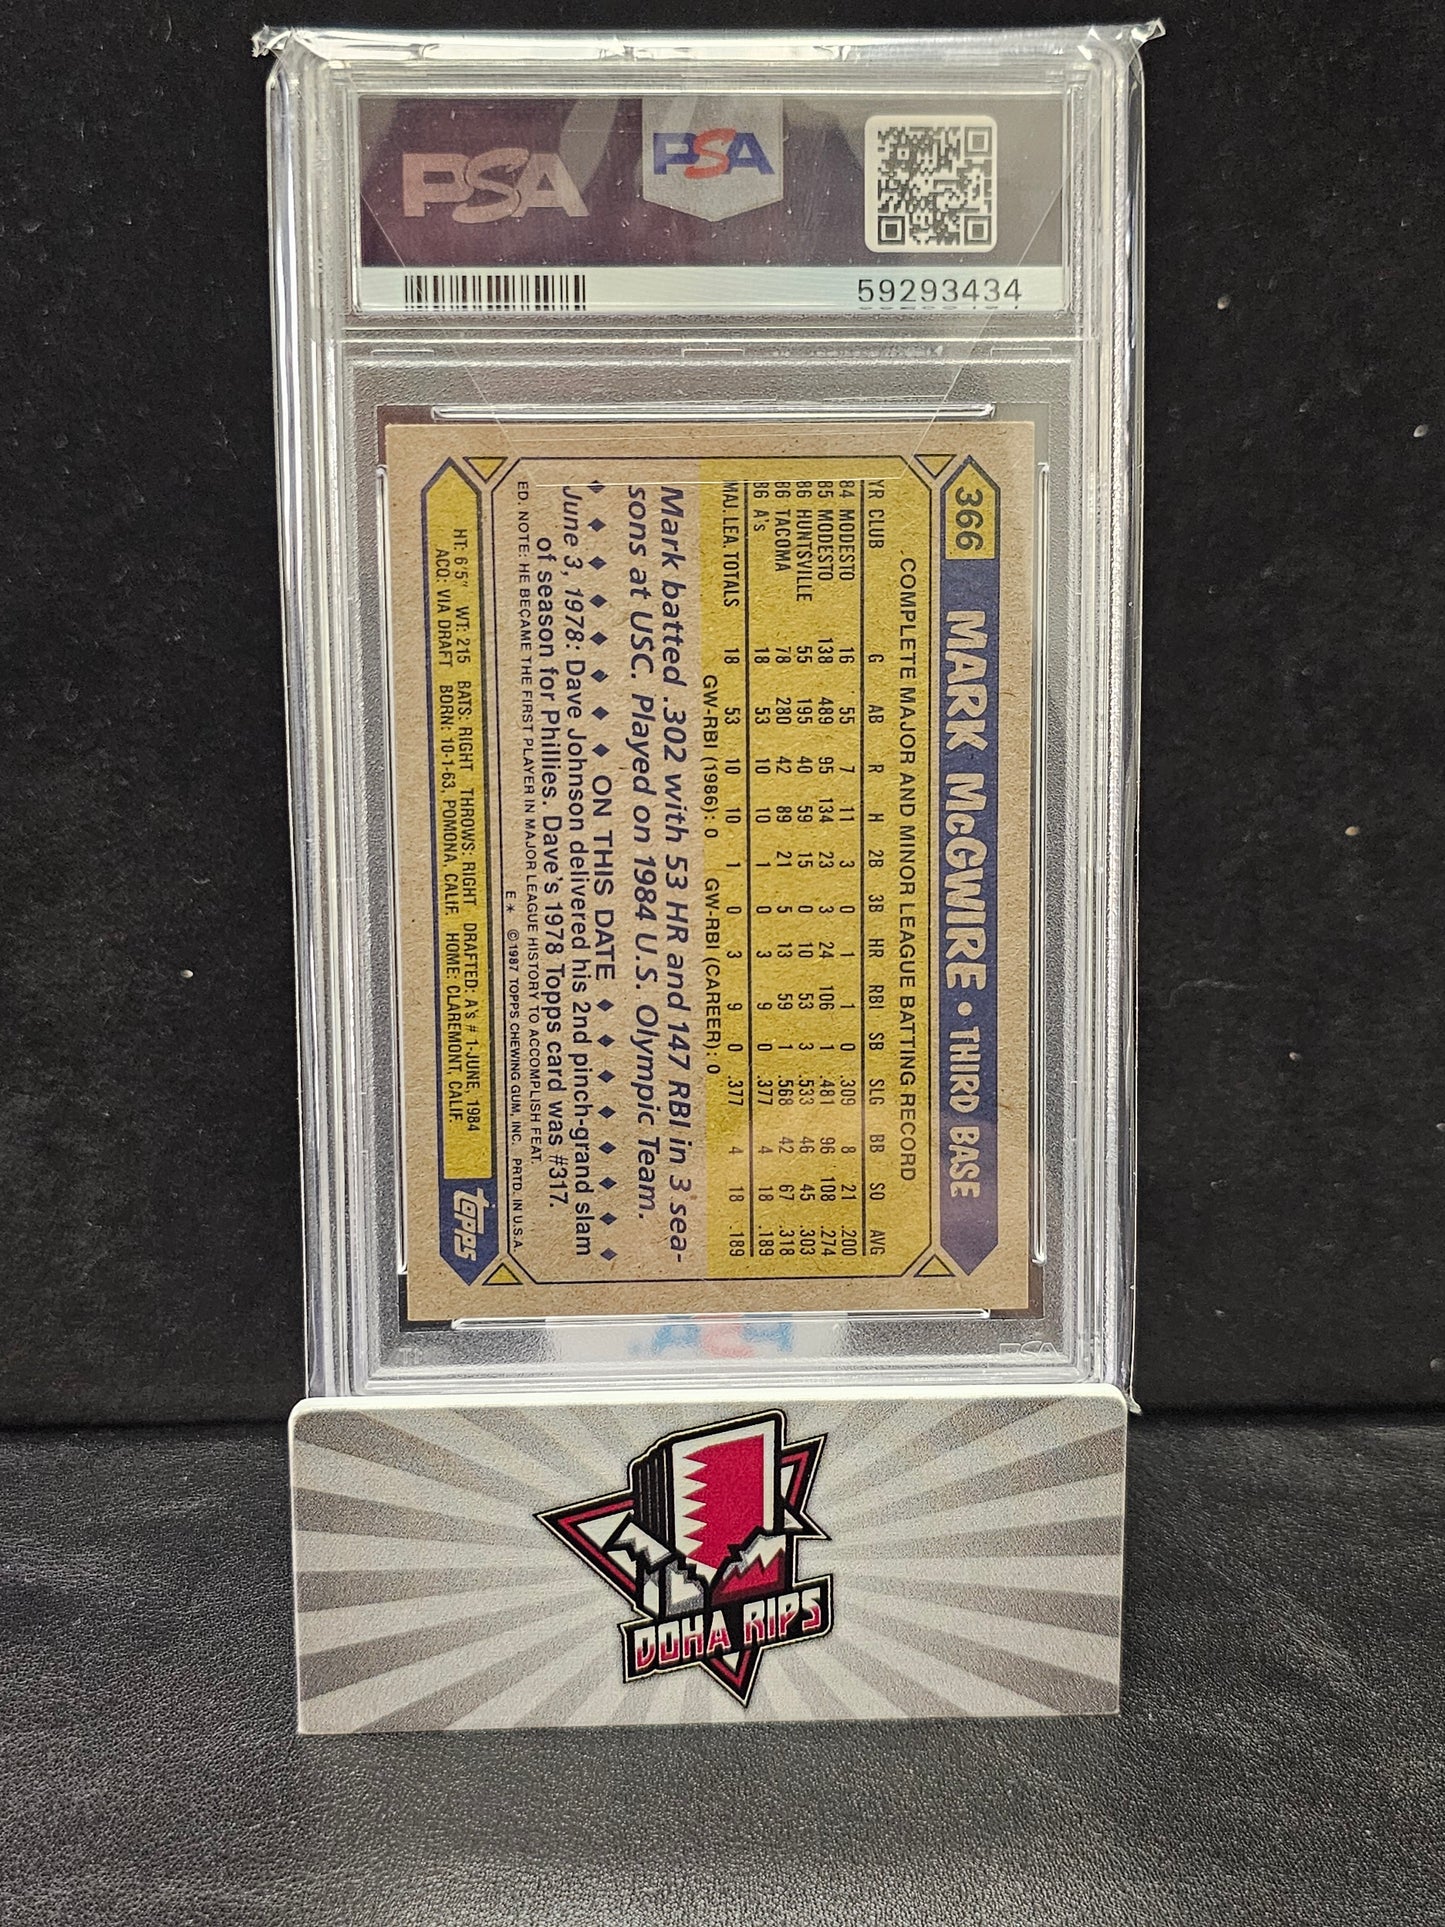 PSA
PSA
59293434
366 MARK McGWIRE • THIRD BASE
COMPLETE MAJOR AND MINOR LEAGUE BATTING RECORD
YR CLUB G AB R H 2B 3B HR RBI SB SLG BB SO AVG
84 MODESTO 16 55 7 11 3 0 1 1 0 .309 8 21 .200
85 MODESTO 138 489 95 134 23 3 24 106 1 .481 96 108 .274
86 HUNTSVILLE 55 195 40 59 15 0 10 53 3 .533 46 45 .303
86 TACOMA 78 280 42 89 21 5 13 59 1 .568 42 67 .318
86 A's 18 53 10 10 1 0 3 9 0 .377 4 18 .189
MAJ. LEA. TOTALS 18 53 10 10 1 0 3 9 0 .377 4 18 .189
GW-RBI (1986): 0 GW-RBI (CAREER): 0
Mark batted .302 with 53 HR and 147 RBI in 3 sea-
sons at USC. Played on 1984 U.S. Olympic Team.
ON THIS DATE
June 3, 1978: Dave Johnson delivered his 2nd pinch-grand slam
of season for Phillies. Dave's 1978 Topps card was #317.
ED. NOTE: HE BECAME THE FIRST PLAYER IN MAJOR LEAGUE HISTORY TO ACCOMPLISH FEAT.
E* ©1987 TOPPS CHEWING GUM, INC. PRTD. IN U.S.A.
HT: 6'5" WT: 215 BATS: RIGHT THROWS: RIGHT DRAFTED: A's #1-JUNE, 1984
ACQ: VIA DRAFT BORN: 10-1-63, POMONA, CALIF. HOME: CLAREMONT, CALIF.
topps
PSA
DOHA RIPS